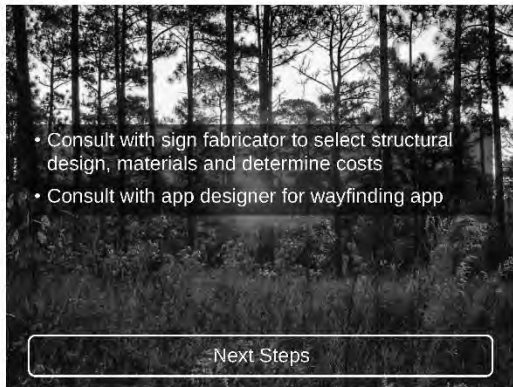 • Consult with sign fabricator to select structural
design, materials and determine costs
• Consult with app designer for wayfinding app
Next Steps